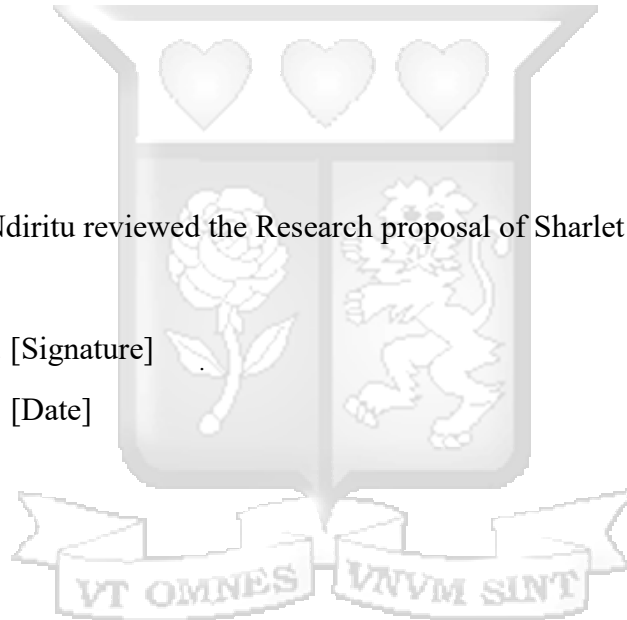 Ndiritu reviewed the Research proposal of Sharlet
[Signature]
[Date]
VT OMNES VNVM SINT